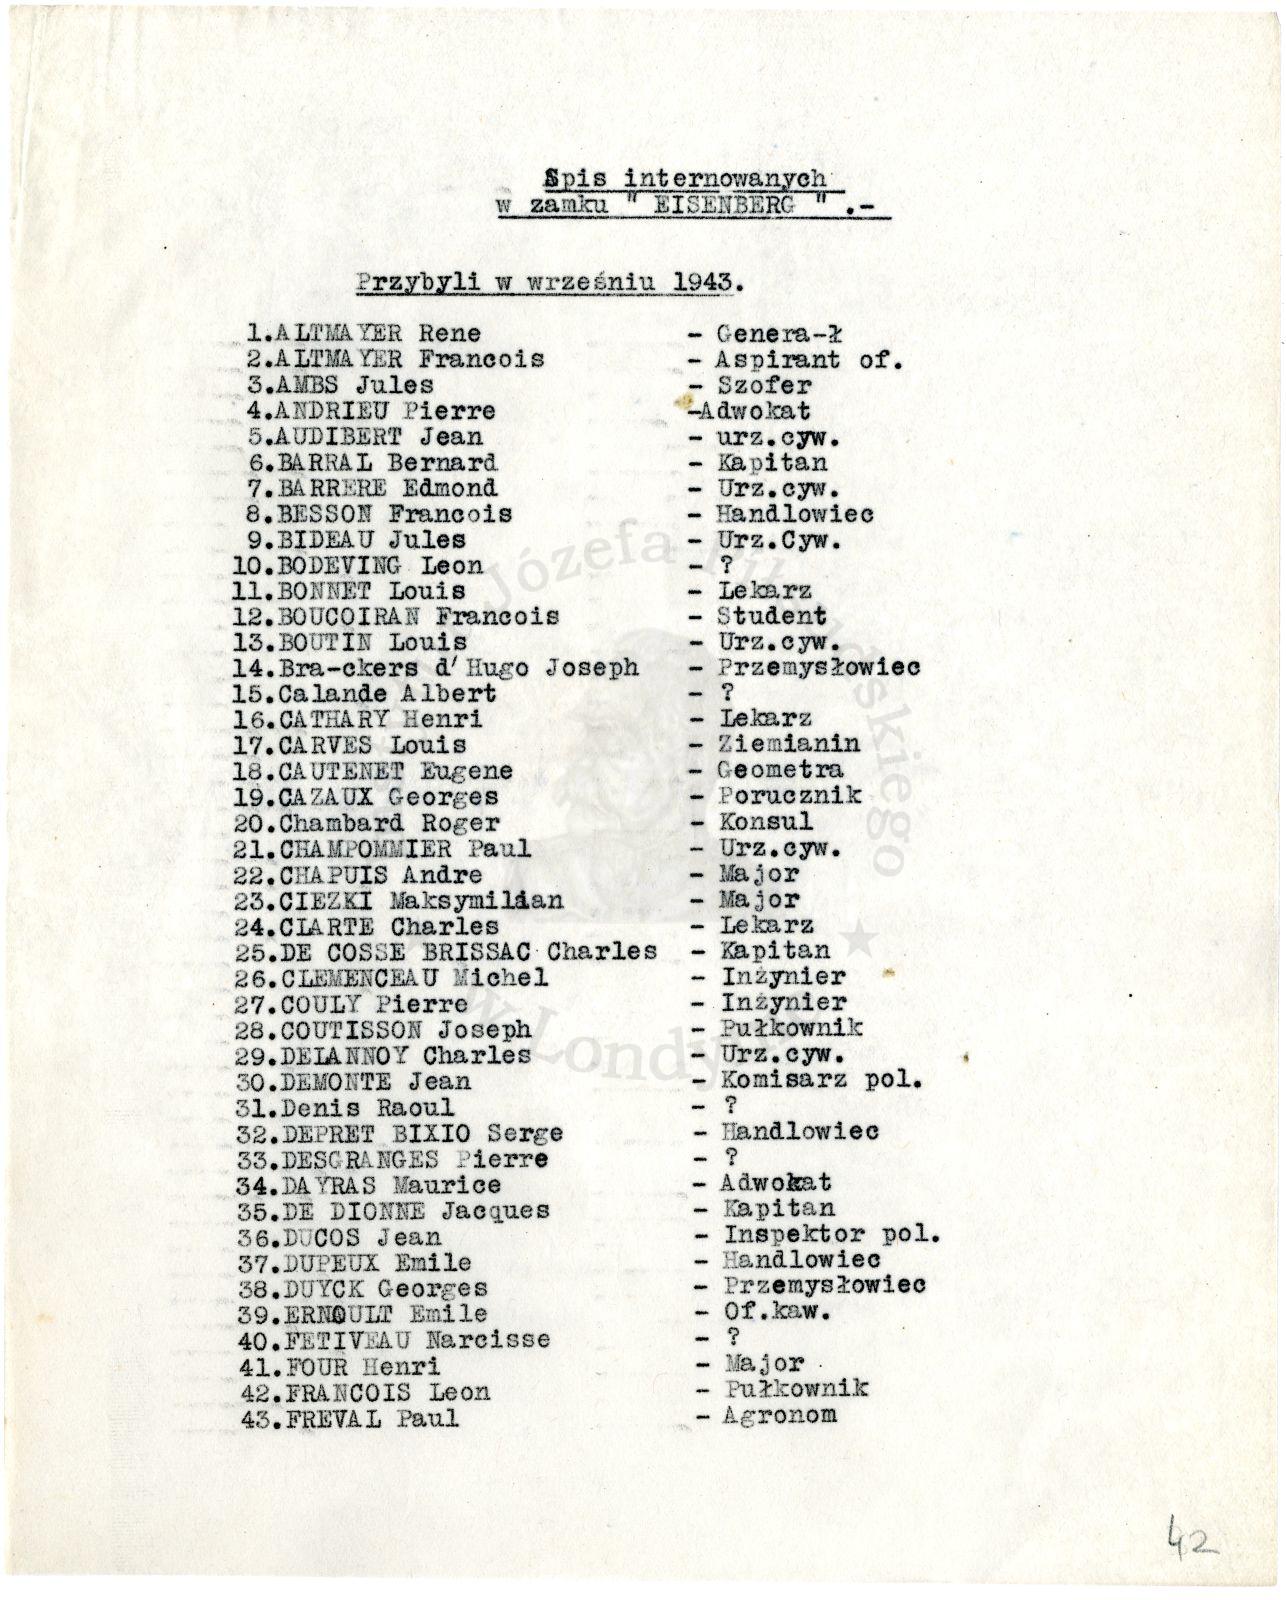 Spis internowanych
w zamku " EISENBERG " .-
Przybyli w wrześniu 1943.
1.ALTMAYER Rene - Genera-ł
2.ALTMAYER Francois - Aspirant of.
3.AMBS Jules - Szofer
4.ANDRIEU Pierre -Adwokat
5.AUDIBERT Jean - urz.cyw.
6.BARRAL Bernard - Kapitan
7.BARRERE Edmond - Urz.cyw.
8.BESSON Francois - Handlowiec
9.BIDEAU Jules - Urz.Cyw.
10.BODEVING Leon - ?
11.BONNET Louis - Lekarz
12.BOUCOIRAN Francois - Student
13.BOUTIN Louis - Urz.cyw.
14.Bra-ckers d'Hugo Joseph - Przemysłowiec
15.Calande Albert - ?
16.CATHARY Henri - Lekarz
17.CARVES Louis - Ziemianin
18.CAUTENET Eugene - Geometra
19.CAZAUX Georges - Porucznik
20.Chambard Roger - Konsul
21.CHAMPOMMIER Paul - Urz.cyw.
22.CHAPUIS Andre - Major
23.CIEZKI Maksymilian - Major
24.CLARTE Charles - Lekarz
25.DE COSSE BRISSAC Charles - Kapitan
26.CLEMENCEAU Michel - Inżynier
27.COULY Pierre - Inżynier
28.COUTISSON Joseph - Pułkownik
29.DELANNOY Charles - Urz.cyw.
30.DEMONTE Jean - Komisarz pol.
31.Denis Raoul - ?
32.DEPRET BIXIO Serge - Handlowiec
33.DESGRANGES Pierre - ?
34.DAYRAS Maurice - Adwokat
35.DE DIONNE Jacques - Kapitan
36.DUCOS Jean - Inspektor pol.
37.DUPEUX Emile - Handlowiec
38.DUYCK Georges - Przemysłowiec
39.ERNOULT Emile - Of.kaw.
40.FETIVEAU Narcisse - ?
41.FOUR Henri - Major
42.FRANCOIS Leon - Pułkownik
43.FREVAL Paul - Agronom
42